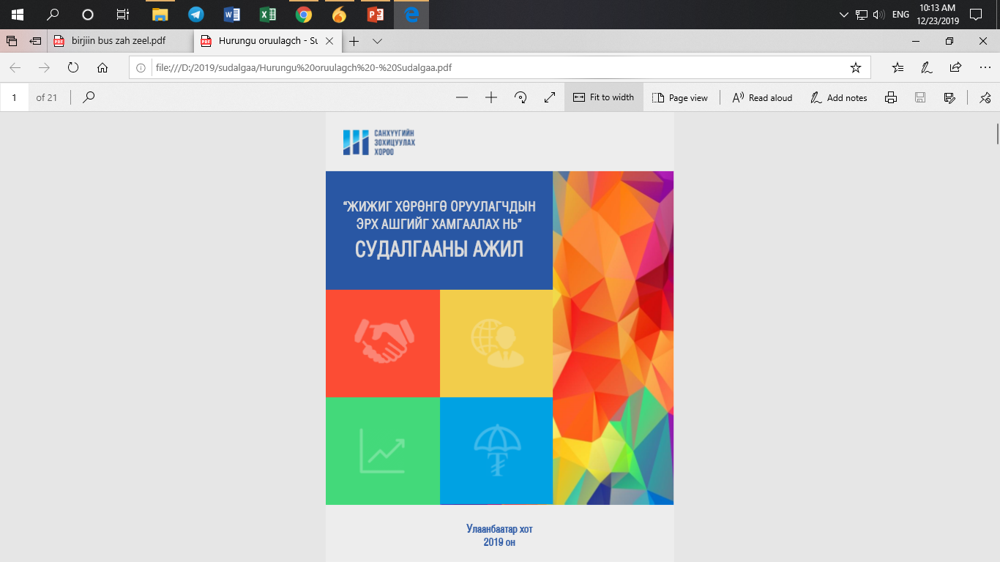 10:13 AM
ENG
12/23/2019
birjiin bus zah zeel.pdf
Hurungu oruulagch - Su
file:///D:/2019/sudalgaa/Hurungu%20oruulagch%20-%20Sudalgaa.pdf
1 of 21
Fit to width
Page view
Read aloud
Add notes
САНХҮҮГИЙН
ЗОХИЦУУЛАХ
ХОРОО
“ЖИЖИГ ХӨРӨНГӨ ОРУУЛАГЧДЫН
ЭРХ АШГИЙГ ХАМГААЛАХ НЬ”
СУДАЛГААНЫ АЖИЛ
Улаанбаатар хот
2019 он